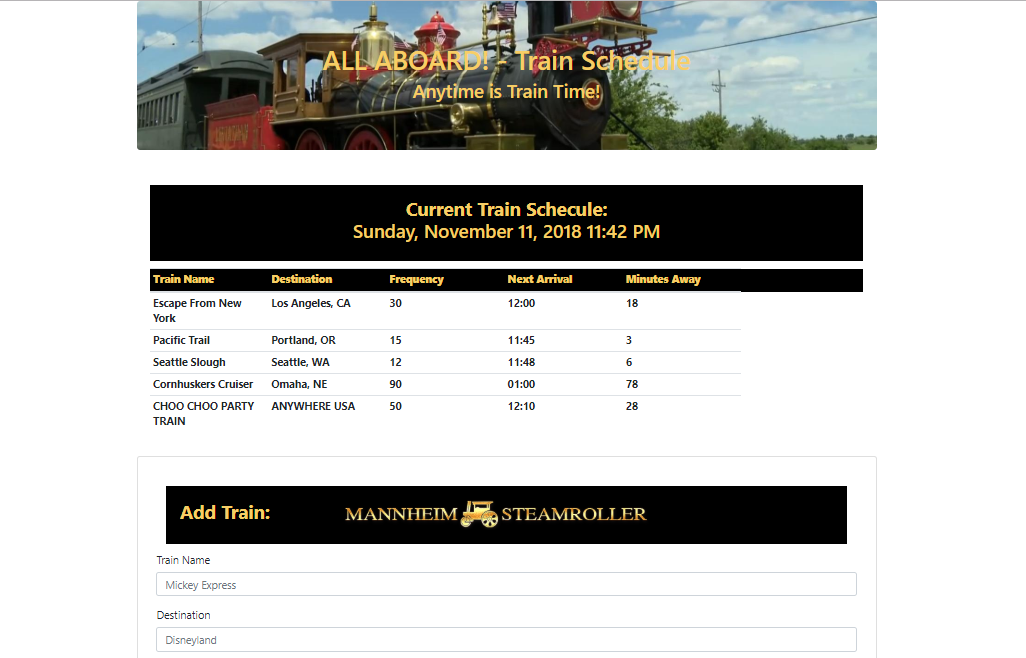 ALL ABOARD! - Train Schedule
Anytime is Train Time!
Current Train Schecule:
Sunday, November 11, 2018 11:42 PM
Train Name Destination Frequency Next Arrival Minutes Away
Escape From New York Los Angeles, CA 30 12:00 18
Pacific Trail Portland, OR 15 11:45 3
Seattle Slough Seattle, WA 12 11:48 6
Cornhuskers Cruiser Omaha, NE 90 01:00 78
CHOO CHOO PARTY TRAIN ANYWHERE USA 50 12:10 28
Add Train: MANNHEIM STEAMROLLER
Train Name
Mickey Express
Destination
Disneyland